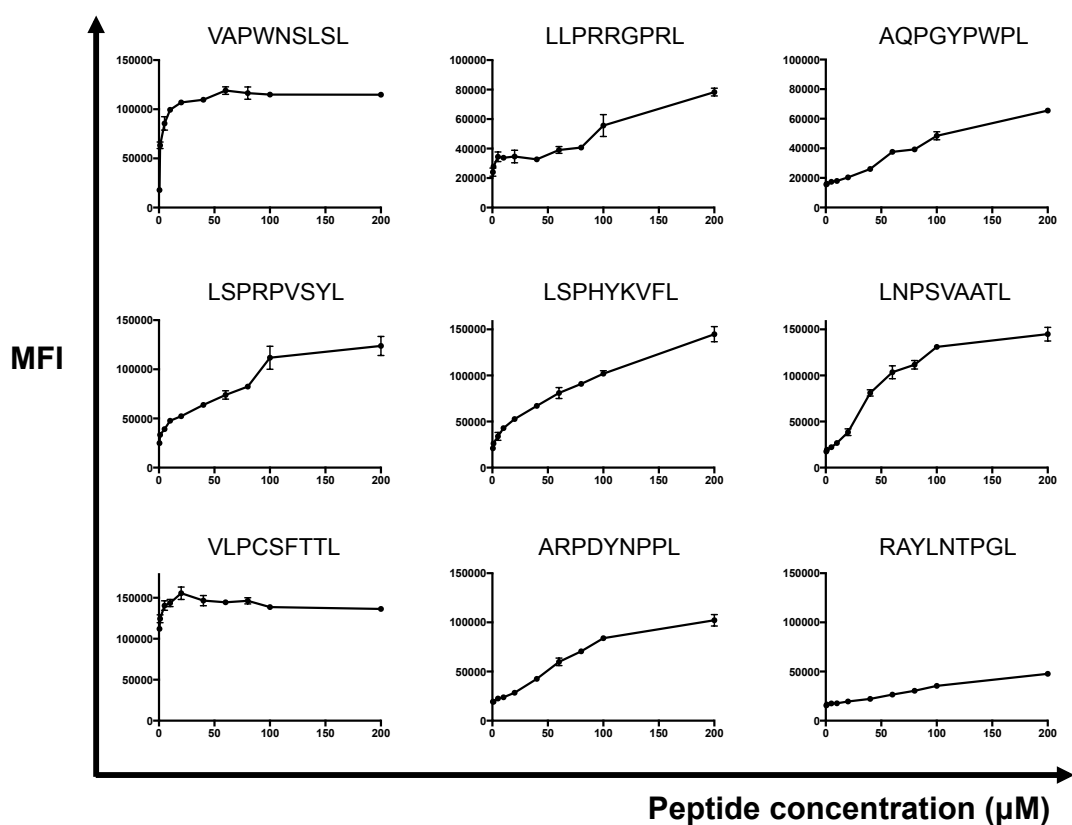 VAPWNSLSL LLPRRGPRL AQPGYPWPL
150000 100000 100000
80000 80000
100000
60000 60000
40000 40000
50000
20000 20000
0 0 0
0 50 100 150 200 0 50 100 150 200 0 50 100 150 200
LSPRPVSYL LSPHYKVFL LNPSVAATL
150000 150000 150000
MFI
100000 100000 100000
50000 50000 50000
0 0 0
0 50 100 150 200 0 50 100 150 200 0 50 100 150 200
VLPCSFTTL ARPDYNPPL RAYLNTPGL
150000 150000 150000
100000 100000 100000
50000 50000 50000
0 0 0
0 50 100 150 200 0 50 100 150 200 0 50 100 150 200
Peptide concentration (µM)